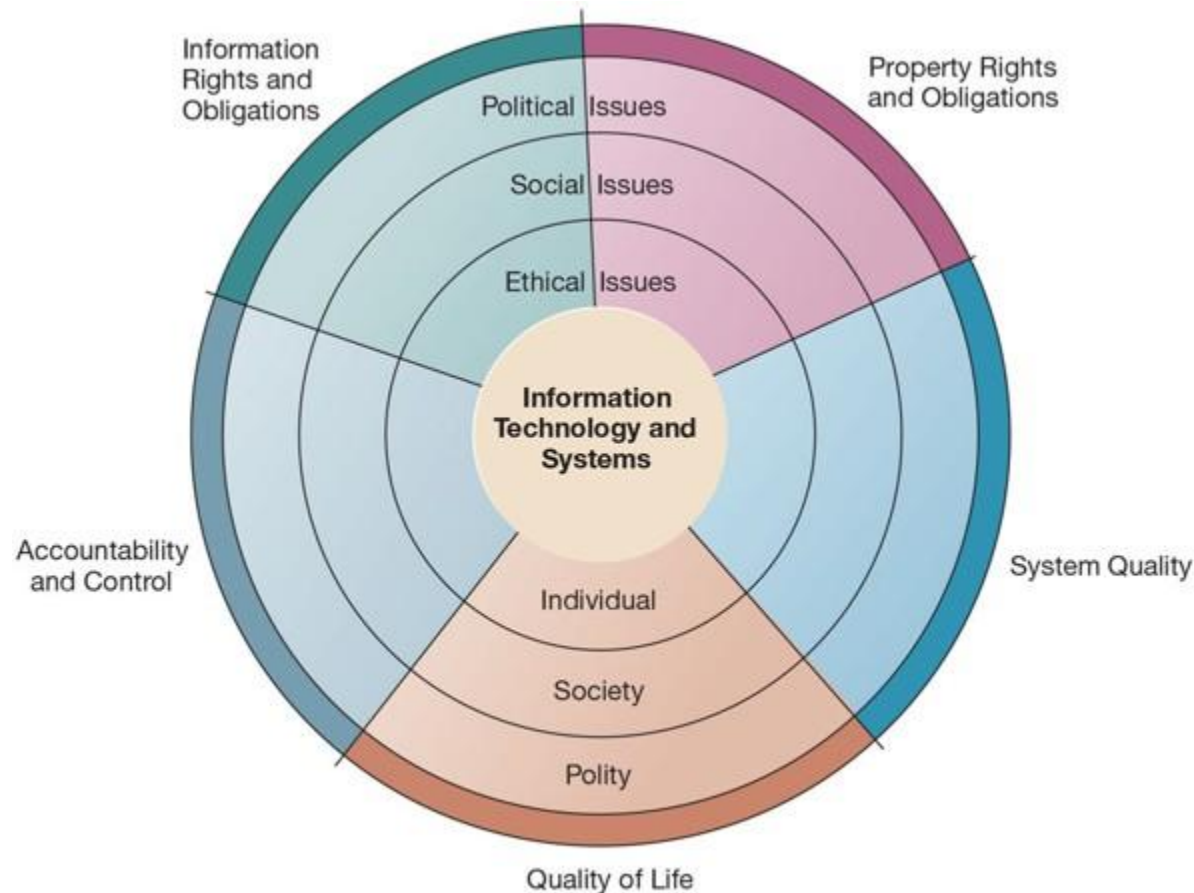 Information
Rights and
Obligations
Property Rights
and Obligations
Political Issues
Social Issues
Ethical Issues
Information
Technology and
Systems
Accountability
and Control
System Quality
Individual
Society
Polity
Quality of Life